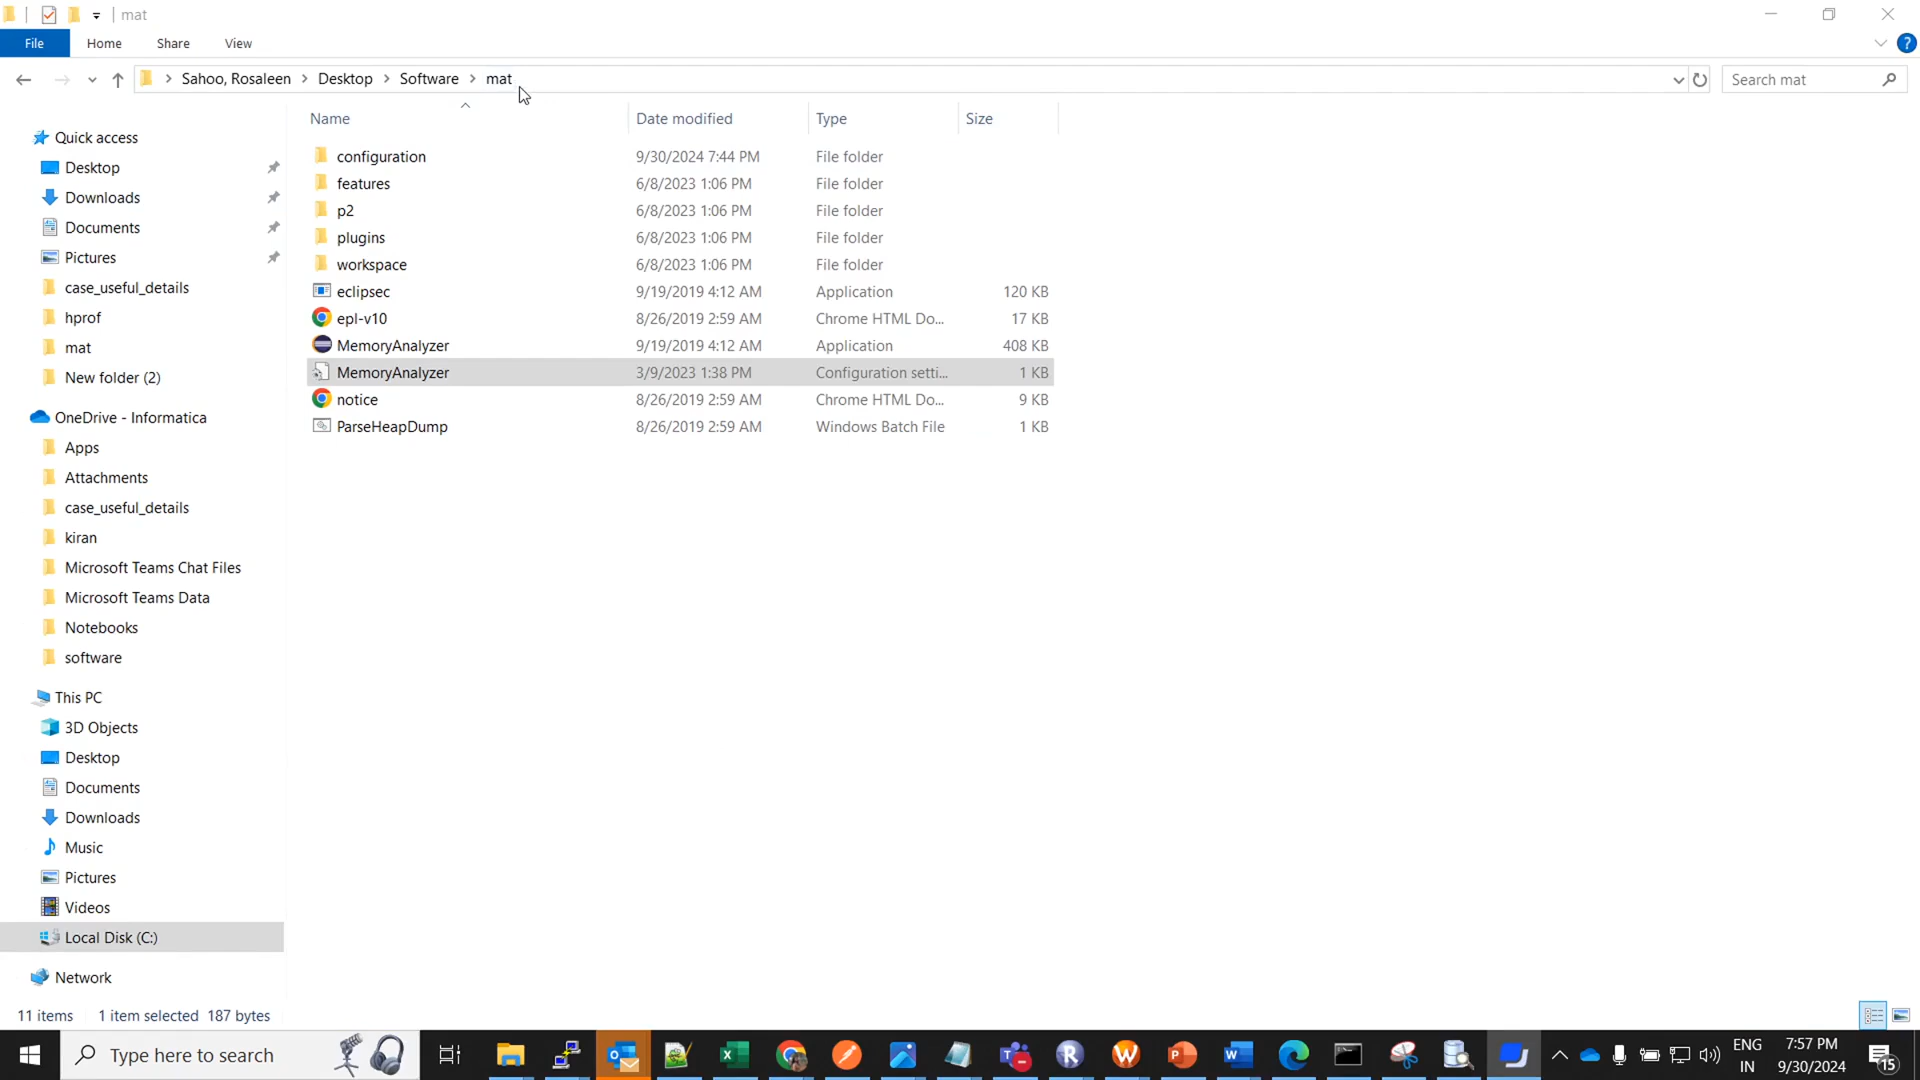 mat
File Home Share View
Sahoo, Rosaleen Desktop Software mat
Search mat
Name Date modified Type Size
Quick access
Desktop
Downloads
Documents
Pictures
case_useful_details
hprof
mat
New folder (2)
OneDrive - Informatica
Apps
Attachments
case_useful_details
kiran
Microsoft Teams Chat Files
Microsoft Teams Data
Notebooks
software
This PC
3D Objects
Desktop
Documents
Downloads
Music
Pictures
Videos
Local Disk (C:)
Network
configuration 9/30/2024 7:44 PM File folder
features 6/8/2023 1:06 PM File folder
p2 6/8/2023 1:06 PM File folder
plugins 6/8/2023 1:06 PM File folder
workspace 6/8/2023 1:06 PM File folder
eclipsec 9/19/2019 4:12 AM Application 120 KB
epl-v10 8/26/2019 2:59 AM Chrome HTML Do... 17 KB
MemoryAnalyzer 9/19/2019 4:12 AM Application 408 KB
MemoryAnalyzer 3/9/2023 1:38 PM Configuration setti... 1 KB
notice 8/26/2019 2:59 AM Chrome HTML Do... 9 KB
ParseHeapDump 8/26/2019 2:59 AM Windows Batch File 1 KB
11 items 1 item selected 187 bytes
Type here to search
ENG
IN
7:57 PM
9/30/2024
15